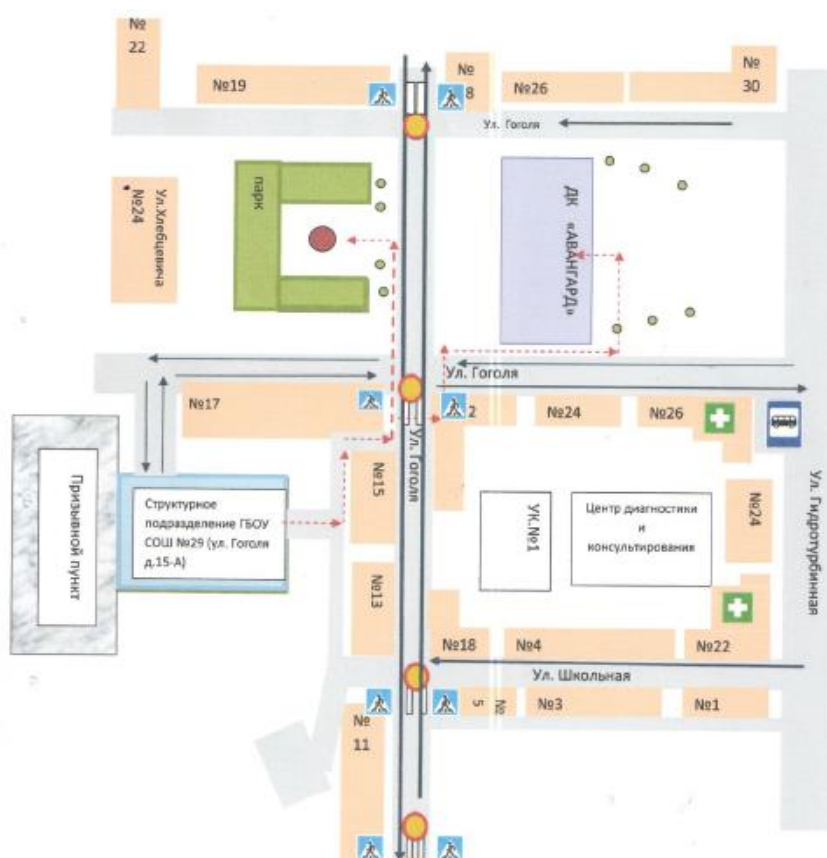 №
22
№19
№
8
№26
№
30
Ул. Гоголя
Ул.Хлебцевича
№24
парк
ДК «АВАНГАРД»
Ул. Гоголя
№17
2
№24
№26
Ул. Гоголя
№15
Призывной пункт
Структурное
подразделение ГБОУ
СОШ №29 (ул. Гоголя
д.15-А)
УК.№1
Центр диагностики
и
консультирования
№24
Ул. Гидротурбинная
№13
№18
№4
№22
Ул. Школьная
№
5
№3
№1
№
11